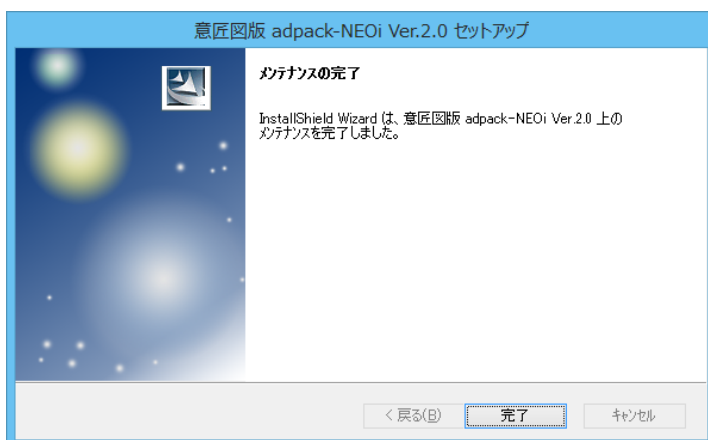 意匠図版 adpack-NEOi Ver.2.0 セットアップ
メンテナンスの完了
InstallShield Wizard は、意匠図版 adpack-NEOi Ver.2.0 上の
メンテナンスを完了しました。
< 戻る(B)
完了
キャンセル